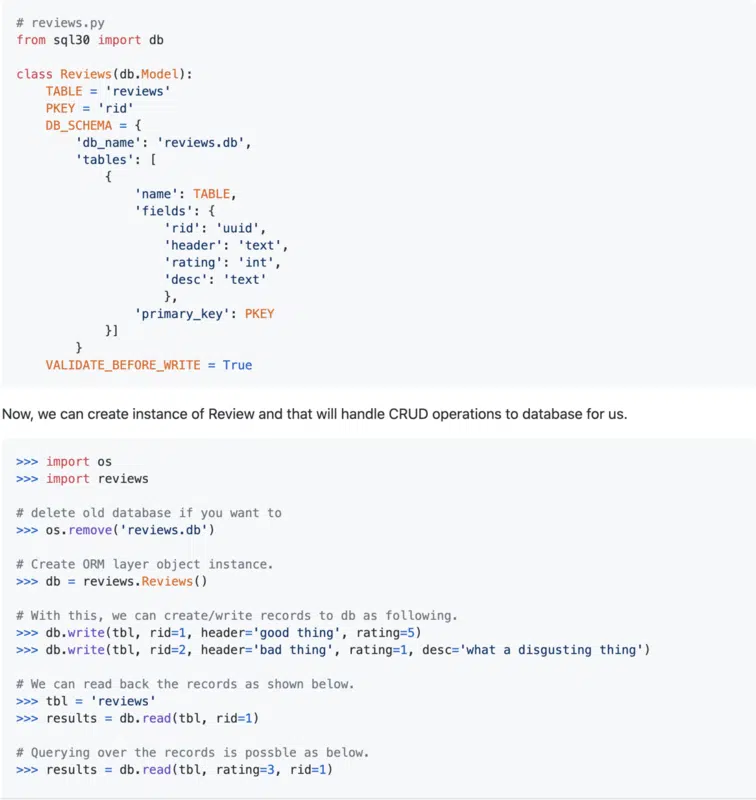 # reviews.py
from sql30 import db
class Reviews(db.Model):
    TABLE = 'reviews'
    PKEY = 'rid'
    DB_SCHEMA = {
        'db_name': 'reviews.db',
        'tables': [
            {
                'name': TABLE,
                'fields': {
                    'rid': 'uuid',
                    'header': 'text',
                    'rating': 'int',
                    'desc': 'text'
                    },
                'primary_key': PKEY
            }]
        }
    VALIDATE_BEFORE_WRITE = True
Now, we can create instance of Review and that will handle CRUD operations to database for us.
>>> import os
>>> import reviews
# delete old database if you want to
>>> os.remove('reviews.db')
# Create ORM layer object instance.
>>> db = reviews.Reviews()
# With this, we can create/write records to db as following.
>>> db.write(tbl, rid=1, header='good thing', rating=5)
>>> db.write(tbl, rid=2, header='bad thing', rating=1, desc='what a disgusting thing')
# We can read back the records as shown below.
>>> tbl = 'reviews'
>>> results = db.read(tbl, rid=1)
# Querying over the records is possble as below.
>>> results = db.read(tbl, rating=3, rid=1)